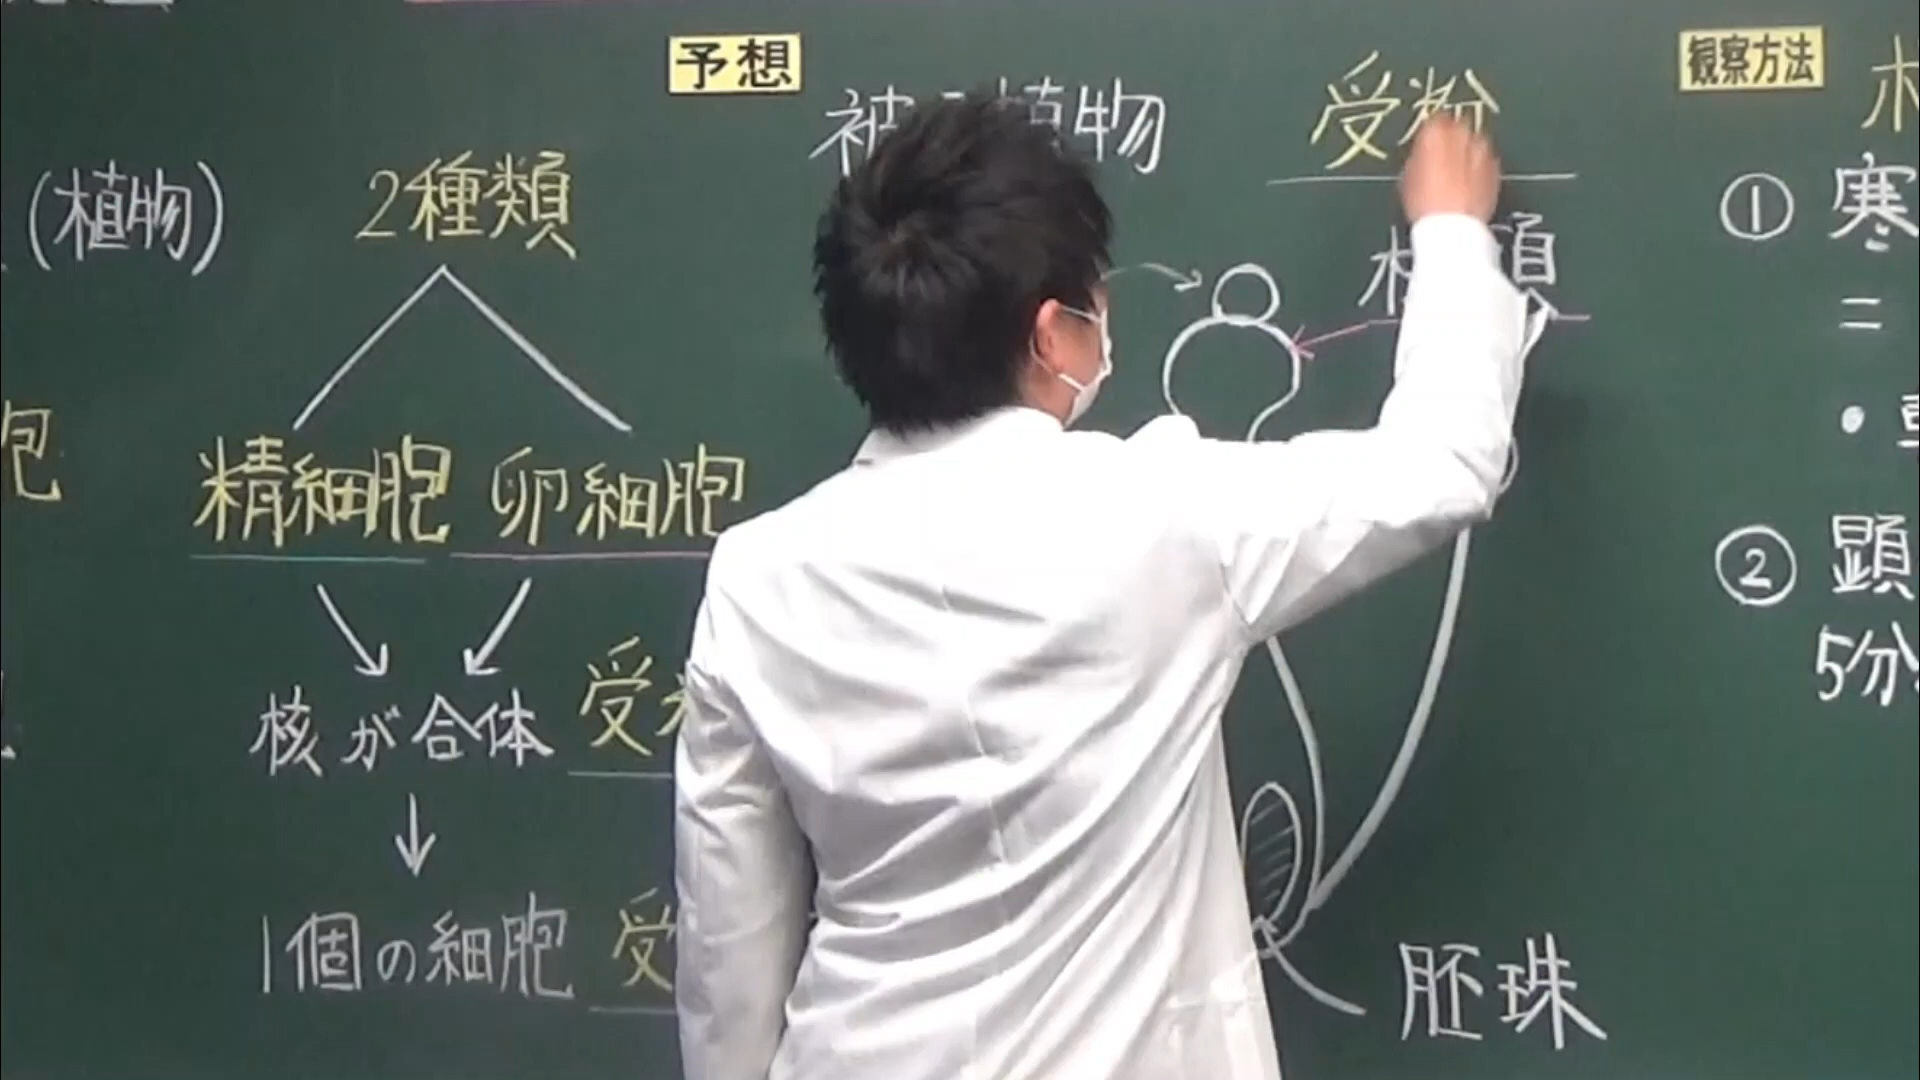 予想
観察方法
植物
受粉
(植物)
2種類
①寒
=
精細胞 卵細胞
胞
②顕
5分
核が合体 受
↓
1個の細胞 受
胚珠